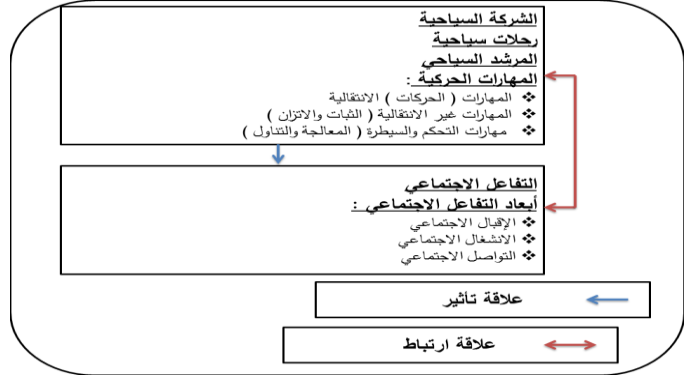 الشركة السياحية
رحلات سياحية
المرشد السياحي
المهارات الحركية :
❖ المهارات ( الحركات ) الانتقالية
❖ المهارات غير الانتقالية ( الثبات والاتزان )
❖ مهارات التحكم والسيطرة ( المعالجة والتناول )
التفاعل الاجتماعي
أبعاد التفاعل الاجتماعي :
❖ الإقبال الاجتماعي
❖ الانشغال الاجتماعي
❖ التواصل الاجتماعي
علاقة تأثير
علاقة ارتباط